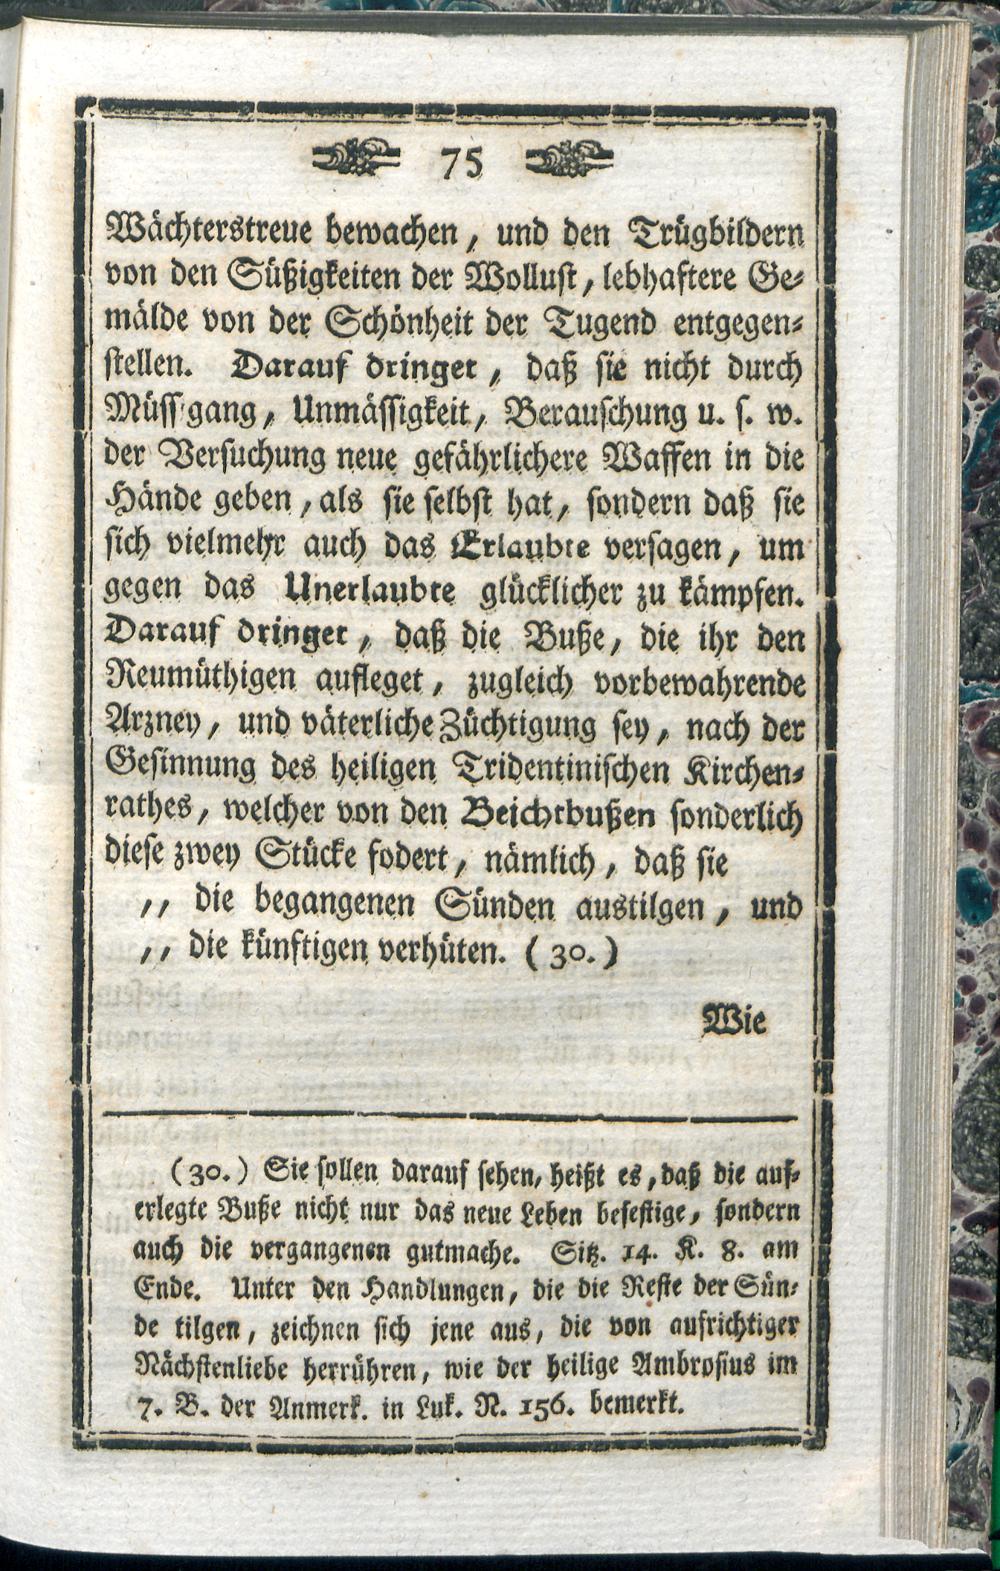 75
Wächterstreue bewachen, und den Trügbildern
von den Süßigkeiten der Wollust, lebhaftere Ge-
mälde von der Schönheit der Tugend entgegen-
stellen. Darauf dringet, daß sie nicht durch
Müssgang, Unmässigkeit, Berauschung u. s. w.
der Versuchung neue gefährlichere Waffen in die
Hände geben, als sie selbst hat, sondern daß sie
sich vielmehr auch das Erlaubte versagen, um
gegen das Unerlaubte glücklicher zu kämpfen.
Darauf dringet, daß die Buße, die ihr den
Reumüthigen aufleget, zugleich vorbewahrende
Arzney, und väterliche Züchtigung sey, nach der
Gesinnung des heiligen Tridentinischen Kirchen-
rathes, welcher von den Beichtbußen sonderlich
diese zwey Stücke fodert, nämlich, daß sie
,, die begangenen Sünden austilgen, und
,, die künftigen verhüten. (30.)
Wie
(30.) Sie sollen darauf sehen, heißt es, daß die auf-
erlegte Buße nicht nur das neue Leben befestige, sondern
auch die vergangenen gutmache. Sitz. 14. K. 8. am
Ende. Unter den Handlungen, die die Reste der Sün-
de tilgen, zeichnen sich jene aus, die von aufrichtiger
Nächstenliebe herrühren, wie der heilige Ambrosius im
7. B. der Anmerk. in Luk. N. 156. bemerkt.